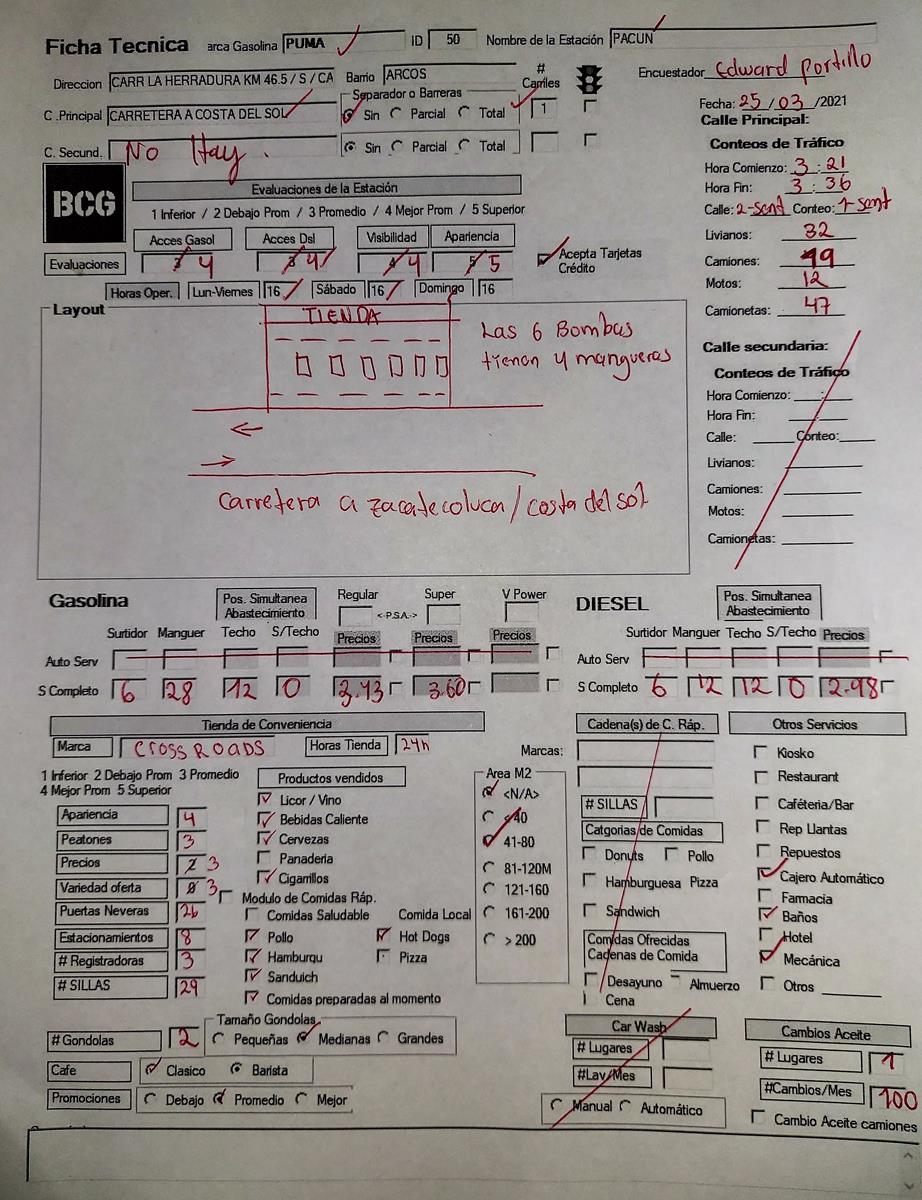 Ficha Tecnica arca Gasolina PUMA ID 50 Nombre de la Estación PACUN
Direccion CARR LA HERRADURA KM 46.5 / S / CA Barrio ARCOS # Carriles Encuestador Edward Portillo
Separador o Barreras
C .Principal CARRETERA A COSTA DEL SOL Sin Parcial Total 1 Fecha: 25 / 03 /2021
Calle Principal:
C. Secund. No Hay . Sin Parcial Total
Conteos de Tráfico
BCG
Evaluaciones de la Estación
Hora Comienzo: 3 : 21
Hora Fin: 3 : 36
1 Inferior / 2 Debajo Prom / 3 Promedio / 4 Mejor Prom / 5 Superior
Calle: 2-sent Conteo: 1-sent
Acces Gasol Acces Dsl Visibilidad Apariencia
Livianos: 32
Evaluaciones 3 4 3 4 4 4 5 5 Acepta Tarjetas Crédito
Camiones: 49
Motos: 12
Horas Oper. Lun-Viernes 16 Sábado 16 Domingo 16
Camionetas: 47
Layout
TIENDA
Las 6 Bombas
tienen 4 mangueras
Carretera a zacatecoluca / costa del sol
Calle secundaria:
Conteos de Tráfico
Hora Comienzo: :
Hora Fin: :
Calle: Conteo:
Livianos:
Camiones:
Motos:
Camionetas:
Gasolina Pos. Simultanea Abastecimiento Regular <-P.S.A.-> Super V Power
Surtidor Manguer Techo S/Techo Precios Precios Precios
Auto Serv
S Completo 6 28 12 0 3.43 3.60
DIESEL Pos. Simultanea Abastecimiento
Surtidor Manguer Techo S/Techo Precios
Auto Serv
S Completo 6 12 12 0 2.98
Tienda de Conveniencia
Marca CROSS ROADS Horas Tienda 24h
1 Inferior 2 Debajo Prom 3 Promedio
4 Mejor Prom 5 Superior
Apariencia 4
Peatones 3
Precios 2 3
Variedad oferta 3
Puertas Neveras 26
Estacionamientos 8
# Registradoras 3
# SILLAS 29
Productos vendidos
Licor / Vino
Bebidas Caliente
Cervezas
Panaderia
Cigarrillos
Modulo de Comidas Ráp.
Comidas Saludable Comida Local
Pollo Hot Dogs
Hamburgu Pizza
Sanduich
Comidas preparadas al momento
Area M2
<N/A>
<40
41-80
81-120M
121-160
161-200
> 200
# Gondolas 2
Tamaño Gondolas
Pequeñas Medianas Grandes
Cafe Clasico Barista
Promociones Debajo Promedio Mejor
Cadena(s) de C. Ráp.
Marcas:
# SILLAS
Catgorias de Comidas
Donuts Pollo
Hamburguesa Pizza
Sandwich
Comidas Ofrecidas
Cadenas de Comida
Desayuno Almuerzo
Cena
Otros Servicios
Kiosko
Restaurant
Caféteria/Bar
Rep Llantas
Repuestos
Cajero Automático
Farmacia
Baños
Hotel
Mecánica
Otros
Car Wash
# Lugares
#Lav/Mes
Manual Automático
Cambios Aceite
# Lugares 1
#Cambios/Mes 100
Cambio Aceite camiones